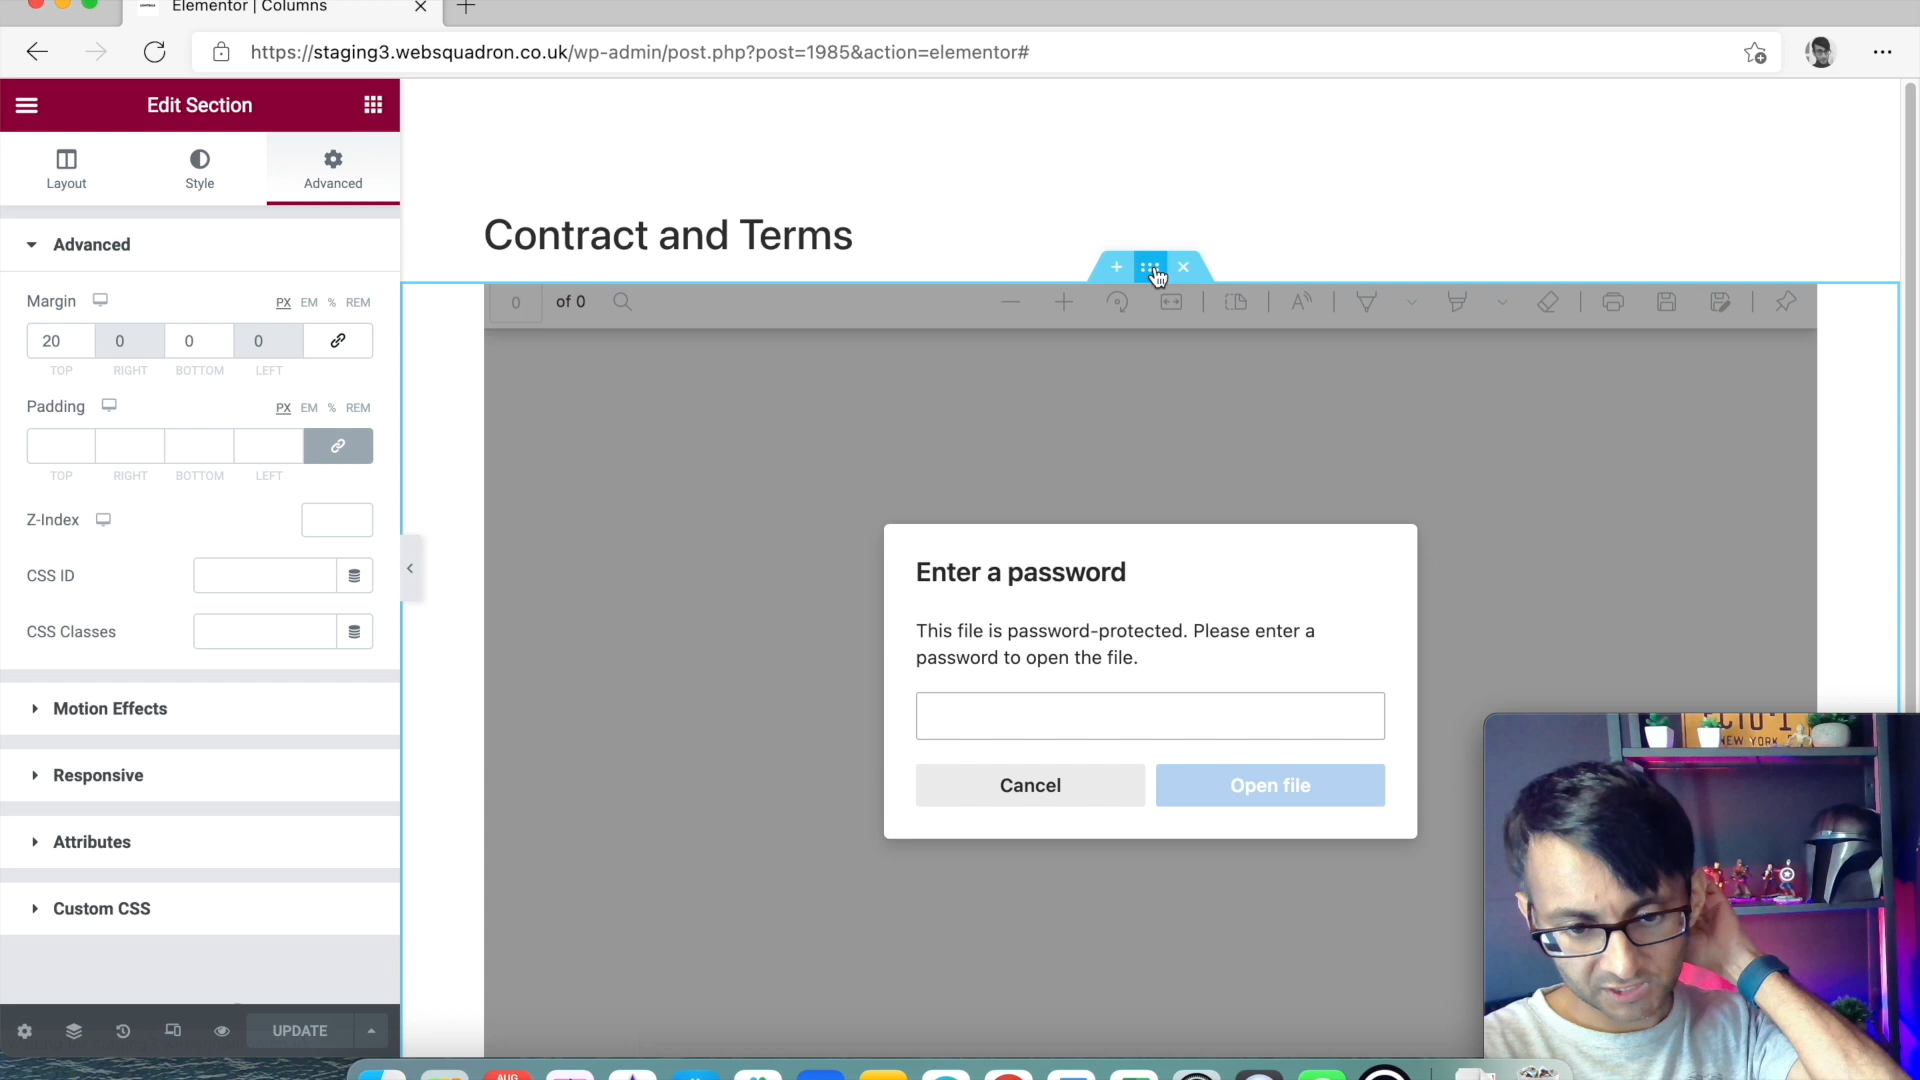 Elementor | Columns
https://staging3.websquadron.co.uk/wp-admin/post.php?post=1985&action=elementor#
Edit Section
Layout
Style
Advanced
Advanced
Margin
PX EM % REM
20 0 0 0
TOP RIGHT BOTTOM LEFT
Padding
PX EM % REM
TOP RIGHT BOTTOM LEFT
Z-Index
CSS ID
CSS Classes
Motion Effects
Responsive
Attributes
Custom CSS
UPDATE
Contract and Terms
0 of 0
Enter a password
This file is password-protected. Please enter a
password to open the file.
Cancel
Open file
ECTO-1
NEW YORK
AUG